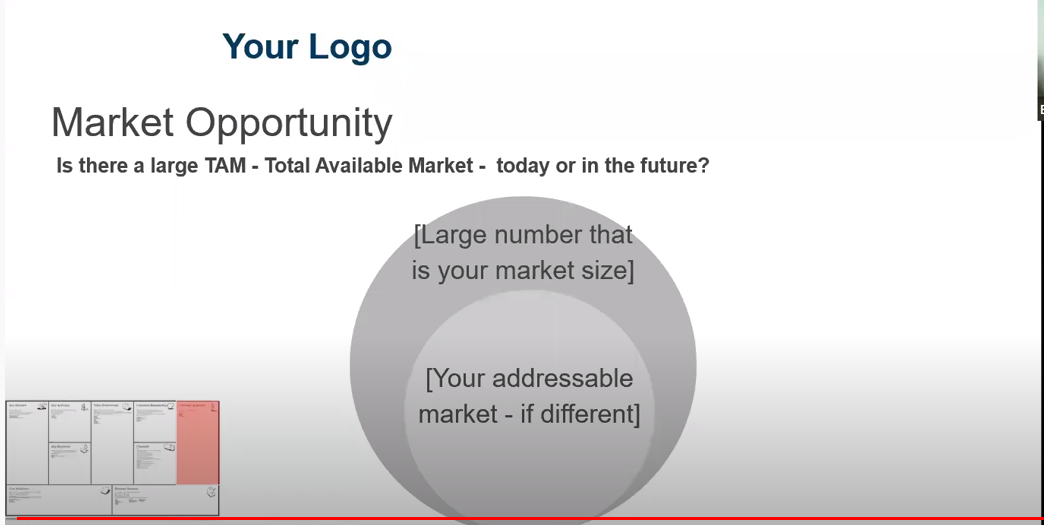 Your Logo
Market Opportunity
Is there a large TAM - Total Available Market - today or in the future?
[Large number that
is your market size]
[Your addressable
market - if different]